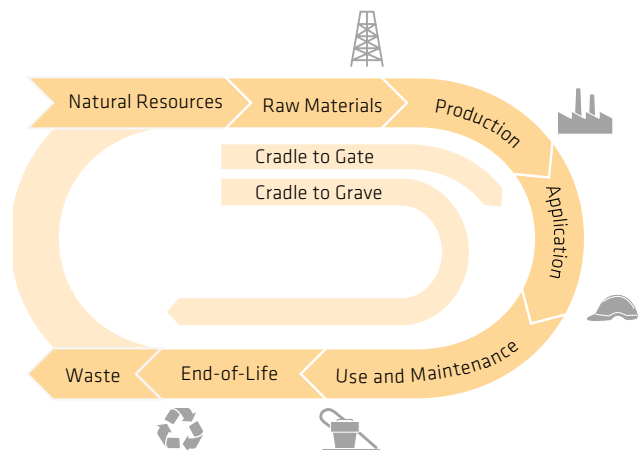 Natural Resources
Raw Materials
Production
Application
Use and Maintenance
End-of-Life
Waste
Cradle to Gate
Cradle to Grave